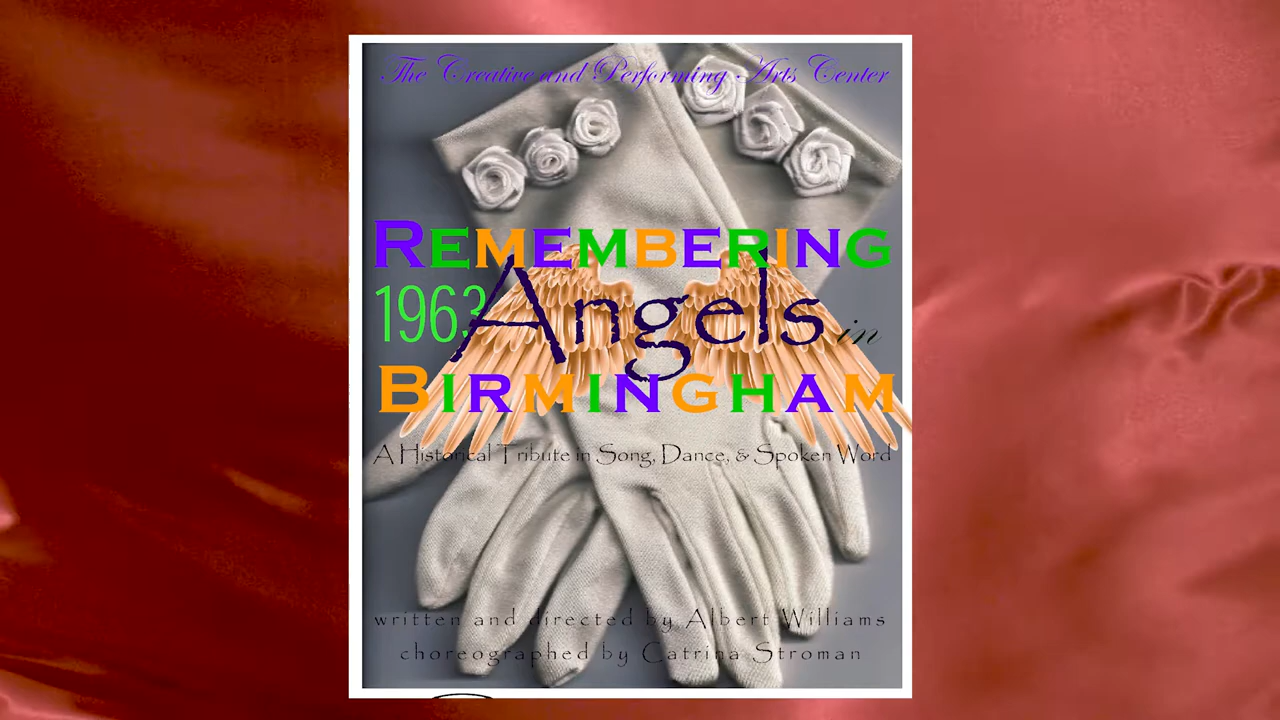 The Creative and Performing Arts Center
REMEMBERING
1963 Angels in
BIRMINGHAM
A Historical Tribute in Song, Dance, & Spoken Word
written and directed by Albert Williams
choreographed by Catrina Stroman